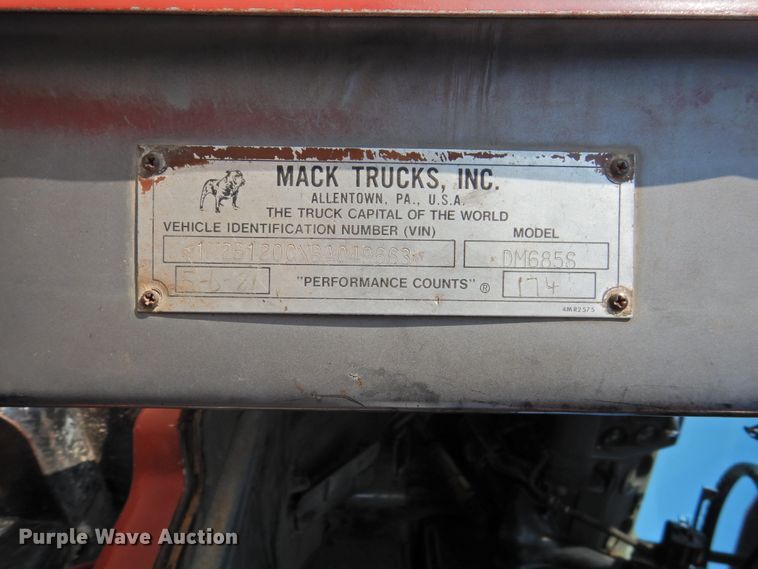 MACK TRUCKS, INC.
ALLENTOWN, PA., U.S.A.
THE TRUCK CAPITAL OF THE WORLD
VEHICLE IDENTIFICATION NUMBER (VIN) MODEL
DM685S
"PERFORMANCE COUNTS" ® 174
4MR2575
Purple Wave Auction